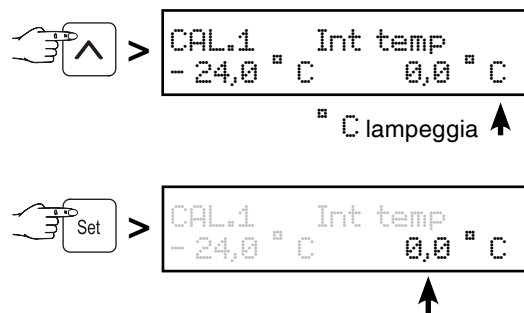 > CAL.1 Int temp
-24,0 °C 0,0 °C
°C lampeggia
Set > CAL.1 Int temp
-24,0 °C 0,0 °C